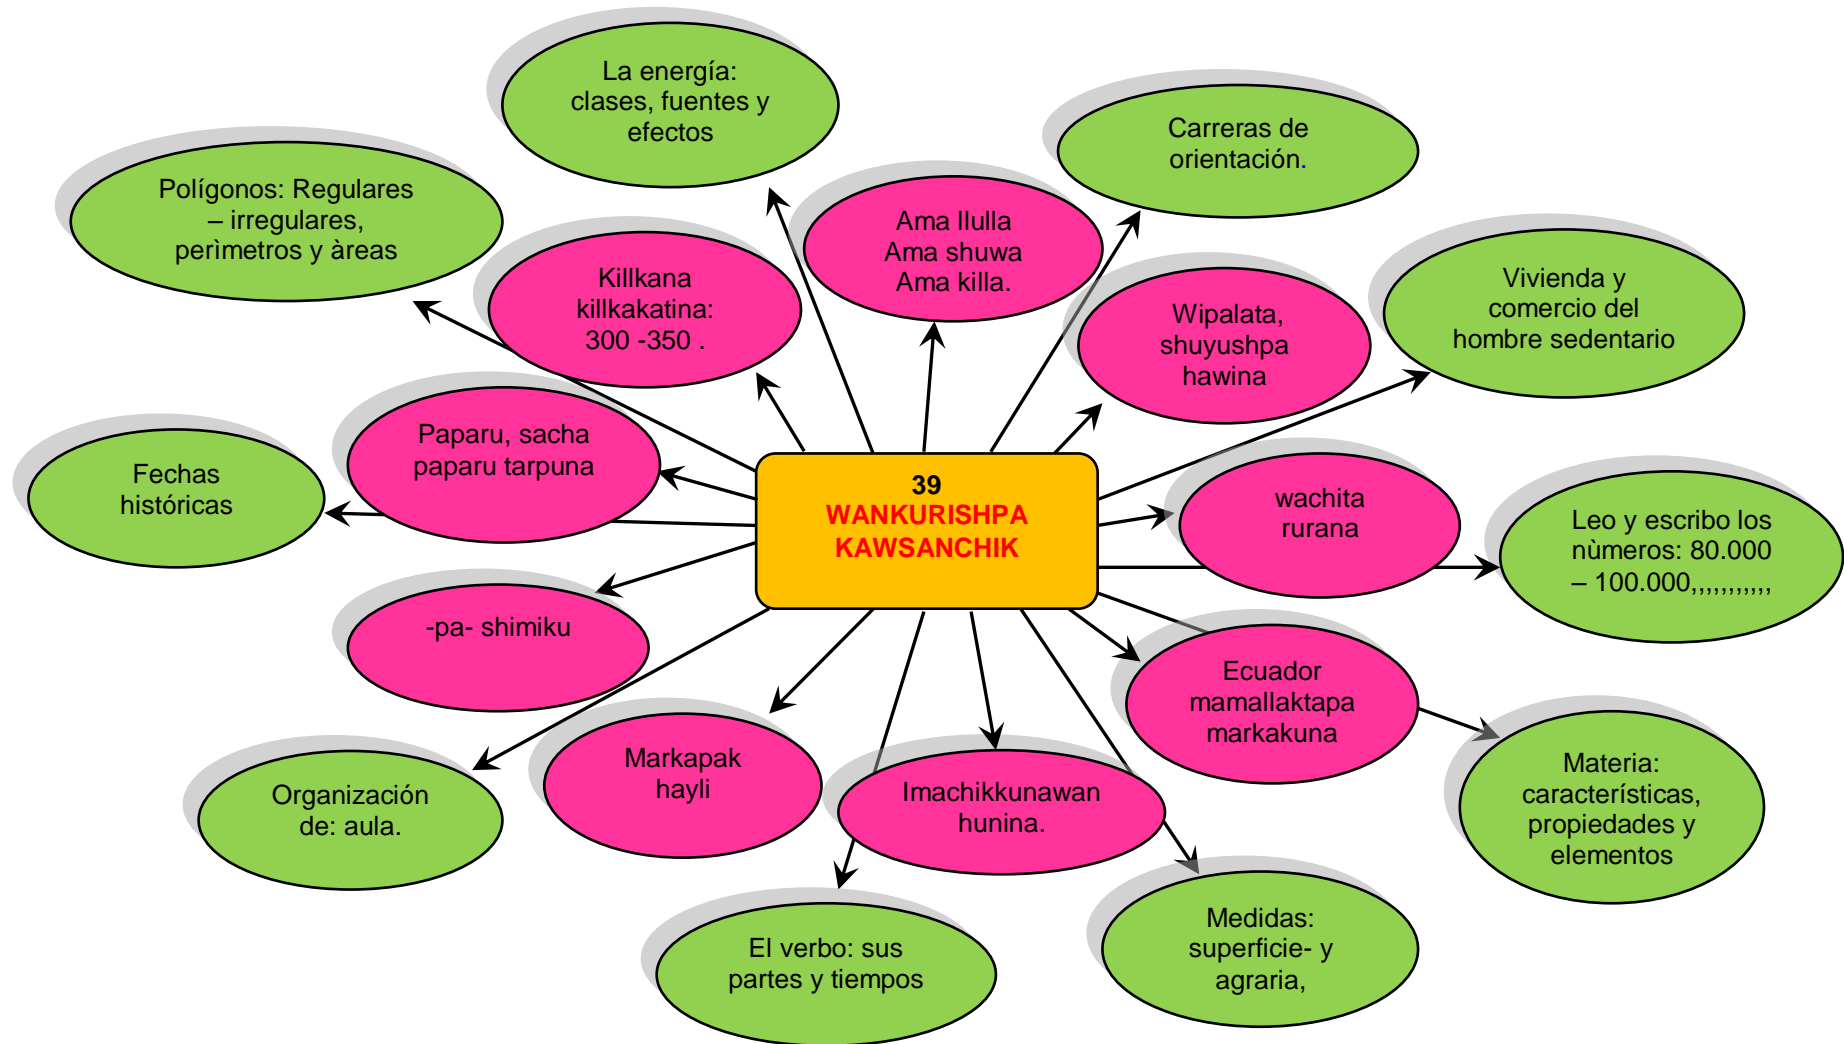 La energía:
clases, fuentes y
efectos
Carreras de
orientación.
Polígonos: Regulares
– irregulares,
perìmetros y àreas
Ama llulla
Ama shuwa
Ama killa.
Killkana
killkakatina:
300 -350 .
Wipalata,
shuyushpa
hawina
Vivienda y
comercio del
hombre sedentario
Paparu, sacha
paparu tarpuna
Fechas
históricas
39
WANKURISHPA
KAWSANCHIK
wachita
rurana
Leo y escribo los
nùmeros: 80.000
– 100.000,,,,,,,,,,,
-pa- shimiku
Ecuador
mamallaktapa
markakuna
Markapak
hayli
Imachikkunawan
hunina.
Organización
de: aula.
Materia:
características,
propiedades y
elementos
El verbo: sus
partes y tiempos
Medidas:
superficie- y
agraria,